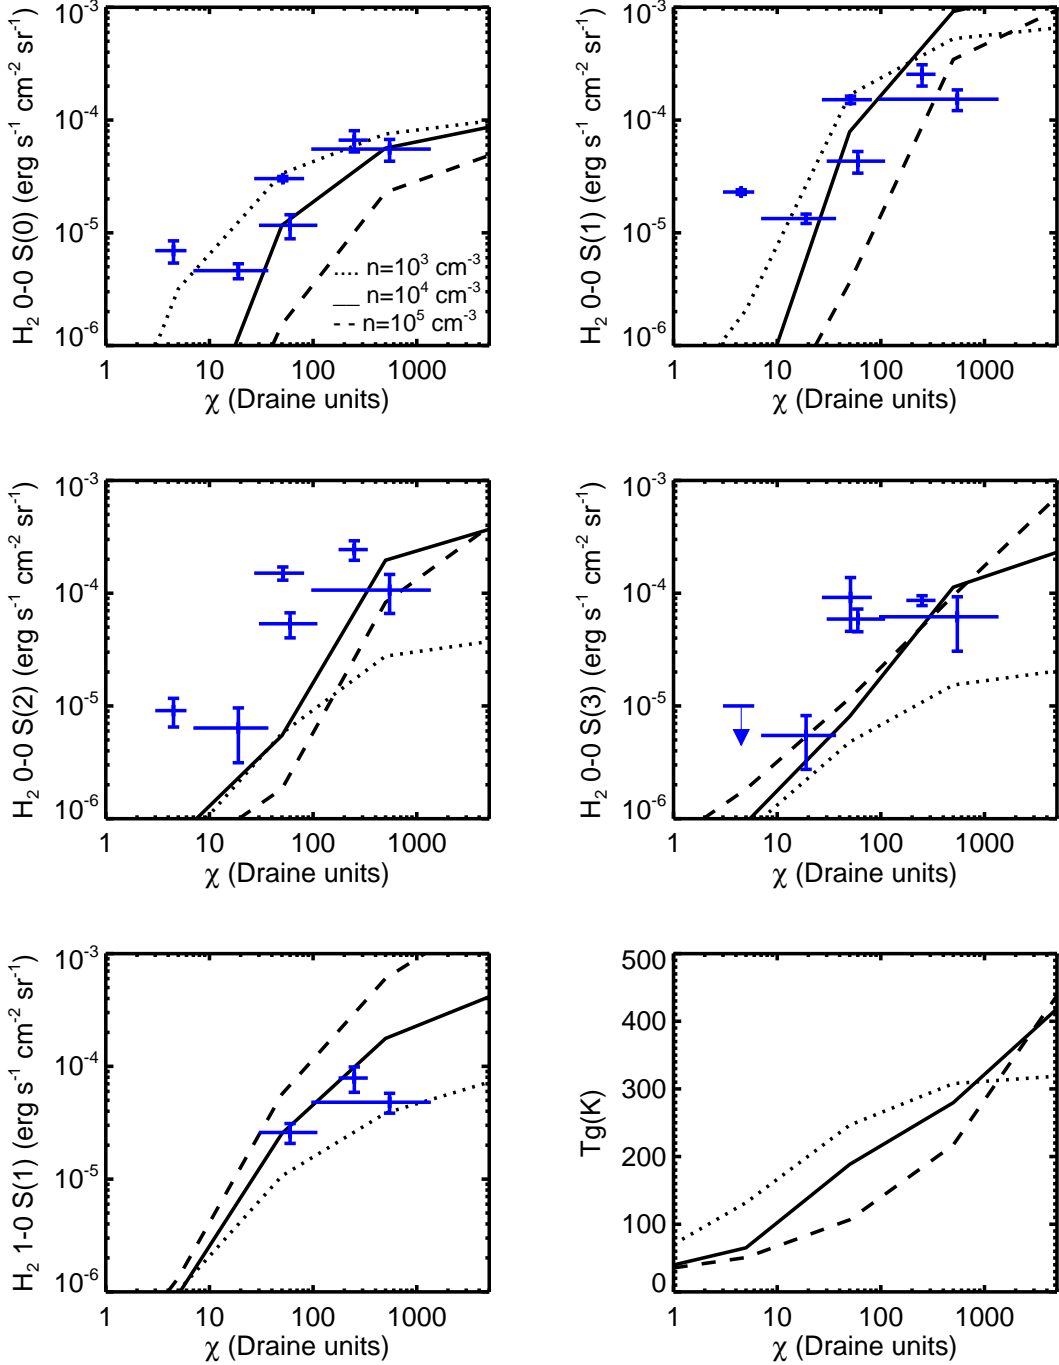 10⁻³
10⁻⁴
10⁻⁵
10⁻⁶
H₂ 0-0 S(0) (erg s⁻¹ cm⁻² sr⁻¹)
.... n=10³ cm⁻³
__ n=10⁴ cm⁻³
-- n=10⁵ cm⁻³
1 10 100 1000
χ (Draine units)
10⁻³
10⁻⁴
10⁻⁵
10⁻⁶
H₂ 0-0 S(1) (erg s⁻¹ cm⁻² sr⁻¹)
1 10 100 1000
χ (Draine units)
10⁻³
10⁻⁴
10⁻⁵
10⁻⁶
H₂ 0-0 S(2) (erg s⁻¹ cm⁻² sr⁻¹)
1 10 100 1000
χ (Draine units)
10⁻³
10⁻⁴
10⁻⁵
10⁻⁶
H₂ 0-0 S(3) (erg s⁻¹ cm⁻² sr⁻¹)
1 10 100 1000
χ (Draine units)
10⁻³
10⁻⁴
10⁻⁵
10⁻⁶
H₂ 1-0 S(1) (erg s⁻¹ cm⁻² sr⁻¹)
1 10 100 1000
χ (Draine units)
500
400
300
200
100
0
Tg(K)
1 10 100 1000
χ (Draine units)